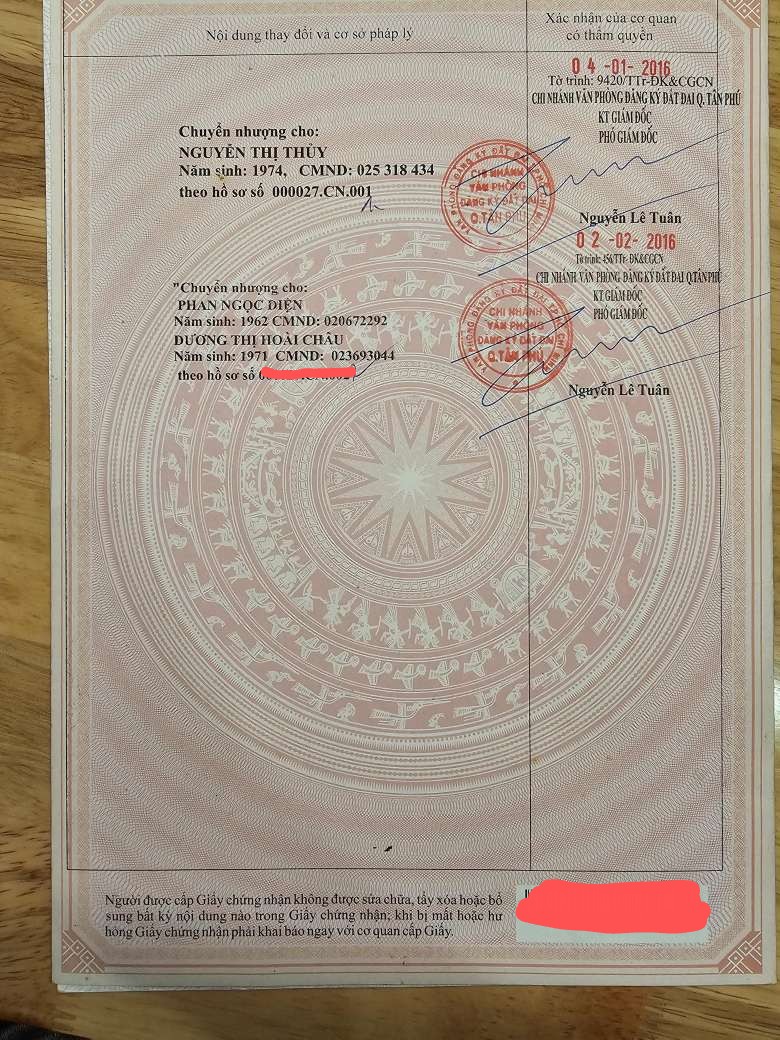 Nội dung thay đổi và cơ sở pháp lý
Xác nhận của cơ quan
có thẩm quyền
Chuyển nhượng cho:
NGUYỄN THỊ THỦY
Năm sinh: 1974, CMND: 025 318 434
theo hồ sơ số 000027.CN.001
04-01-2016
Tờ trình: 9420/TTr-ĐK&CGCN
CHI NHÁNH VĂN PHÒNG ĐĂNG KÝ ĐẤT ĐAI Q. TÂN PHÚ
KT GIÁM ĐỐC
PHÓ GIÁM ĐỐC
CHI NHÁNH
VĂN PHÒNG
ĐĂNG KÝ ĐẤT ĐAI
Q.TÂN PHÚ
Nguyễn Lê Tuân
"Chuyển nhượng cho:
PHAN NGỌC ĐIỆN
Năm sinh: 1962 CMND: 020672292
DƯƠNG THỊ HOÀI CHÂU
Năm sinh: 1971 CMND: 023693044
theo hồ sơ số
02-02-2016
Tờ trình: 456/TTr- ĐK&CGCN
CHI NHÁNH VĂN PHÒNG ĐĂNG KÝ ĐẤT ĐAI Q.TÂN PHÚ
KT GIÁM ĐỐC
PHÓ GIÁM ĐỐC
CHI NHÁNH
VĂN PHÒNG
ĐĂNG KÝ ĐẤT ĐAI
Q.TÂN PHÚ
Nguyễn Lê Tuân
Người được cấp Giấy chứng nhận không được sửa chữa, tẩy xóa hoặc bổ
sung bất kỳ nội dung nào trong Giấy chứng nhận; khi bị mất hoặc hư
hỏng Giấy chứng nhận phải khai báo ngay với cơ quan cấp Giấy.